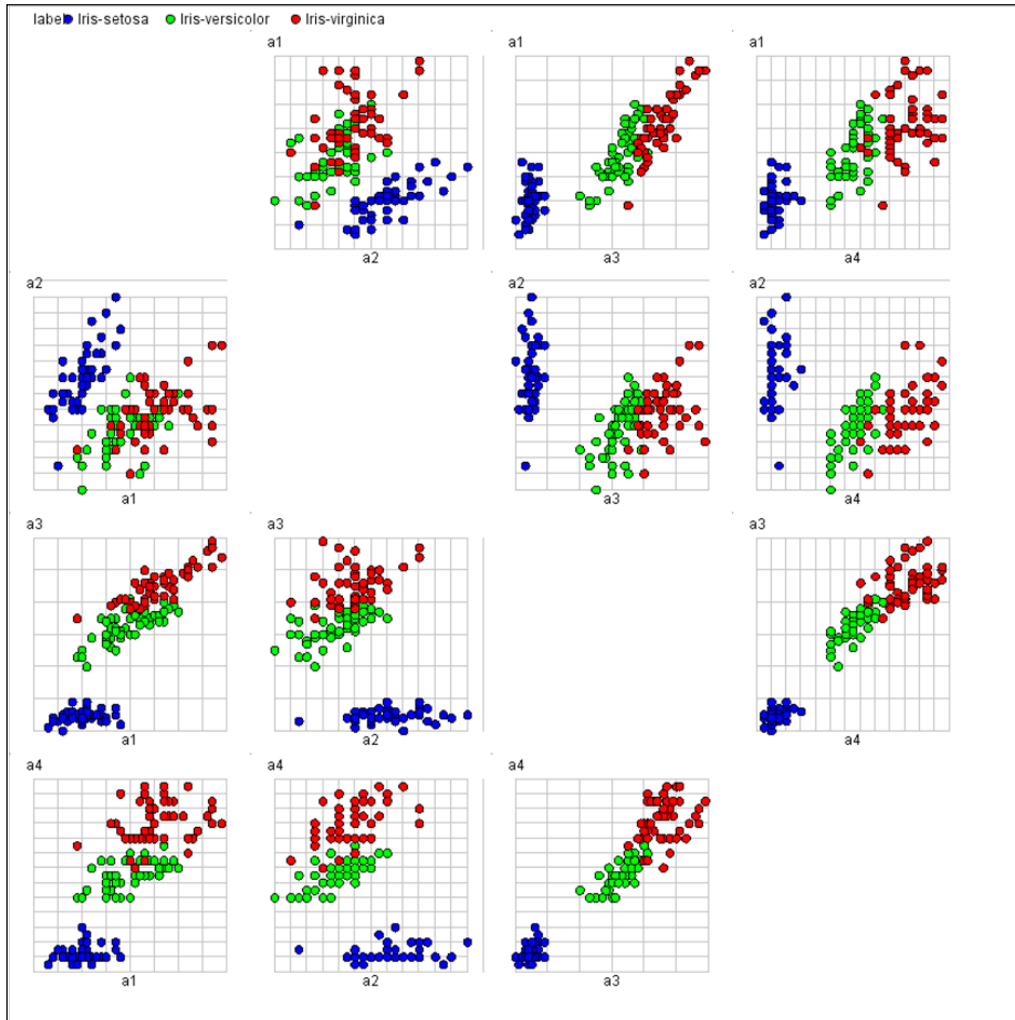 label Iris-setosa Iris-versicolor Iris-virginica
a1 a1 a1
a2 a3 a4
a2 a2 a2
a1 a3 a4
a3 a3 a3
a1 a2 a4
a4 a4 a4
a1 a2 a3